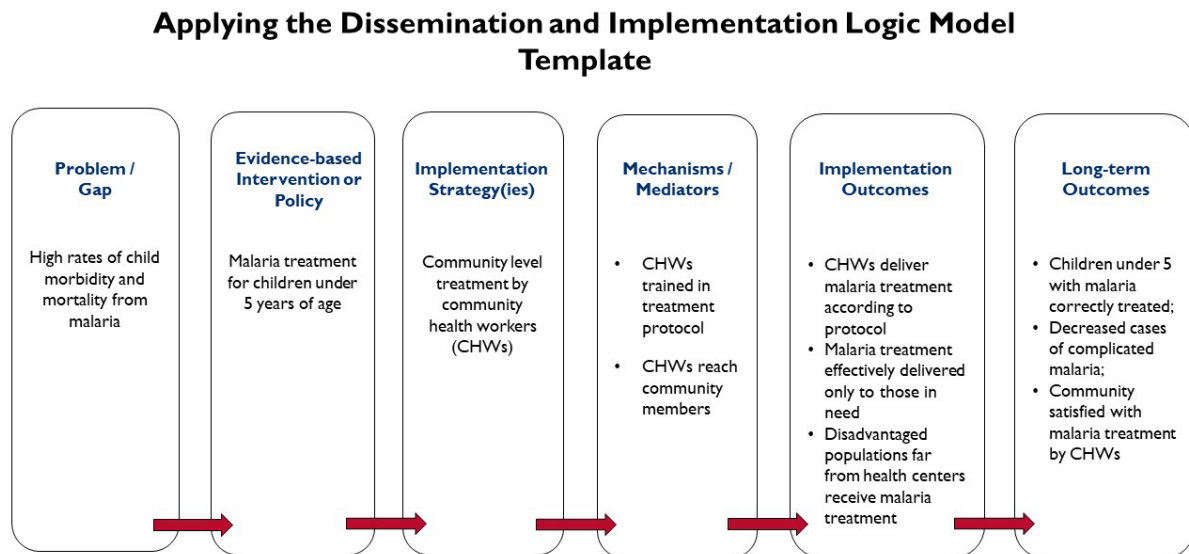 Applying the Dissemination and Implementation Logic Model
Template
Problem /
Gap
High rates of child
morbidity and
mortality from
malaria
Evidence-based
Intervention or
Policy
Malaria treatment
for children under
5 years of age
Implementation
Strategy(ies)
Community level
treatment by
community
health workers
(CHWs)
Mechanisms /
Mediators
• CHWs
trained in
treatment
protocol
• CHWs reach
community
members
Implementation
Outcomes
• CHWs deliver
malaria treatment
according to
protocol
• Malaria treatment
effectively delivered
only to those in
need
• Disadvantaged
populations far
from health centers
receive malaria
treatment
Long-term
Outcomes
• Children under 5
with malaria
correctly treated;
• Decreased cases
of complicated
malaria;
• Community
satisfied with
malaria treatment
by CHWs